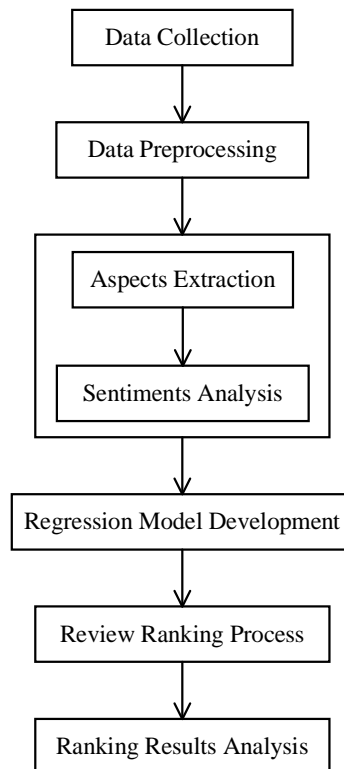 Data Collection
Data Preprocessing
Aspects Extraction
Sentiments Analysis
Regression Model Development
Review Ranking Process
Ranking Results Analysis